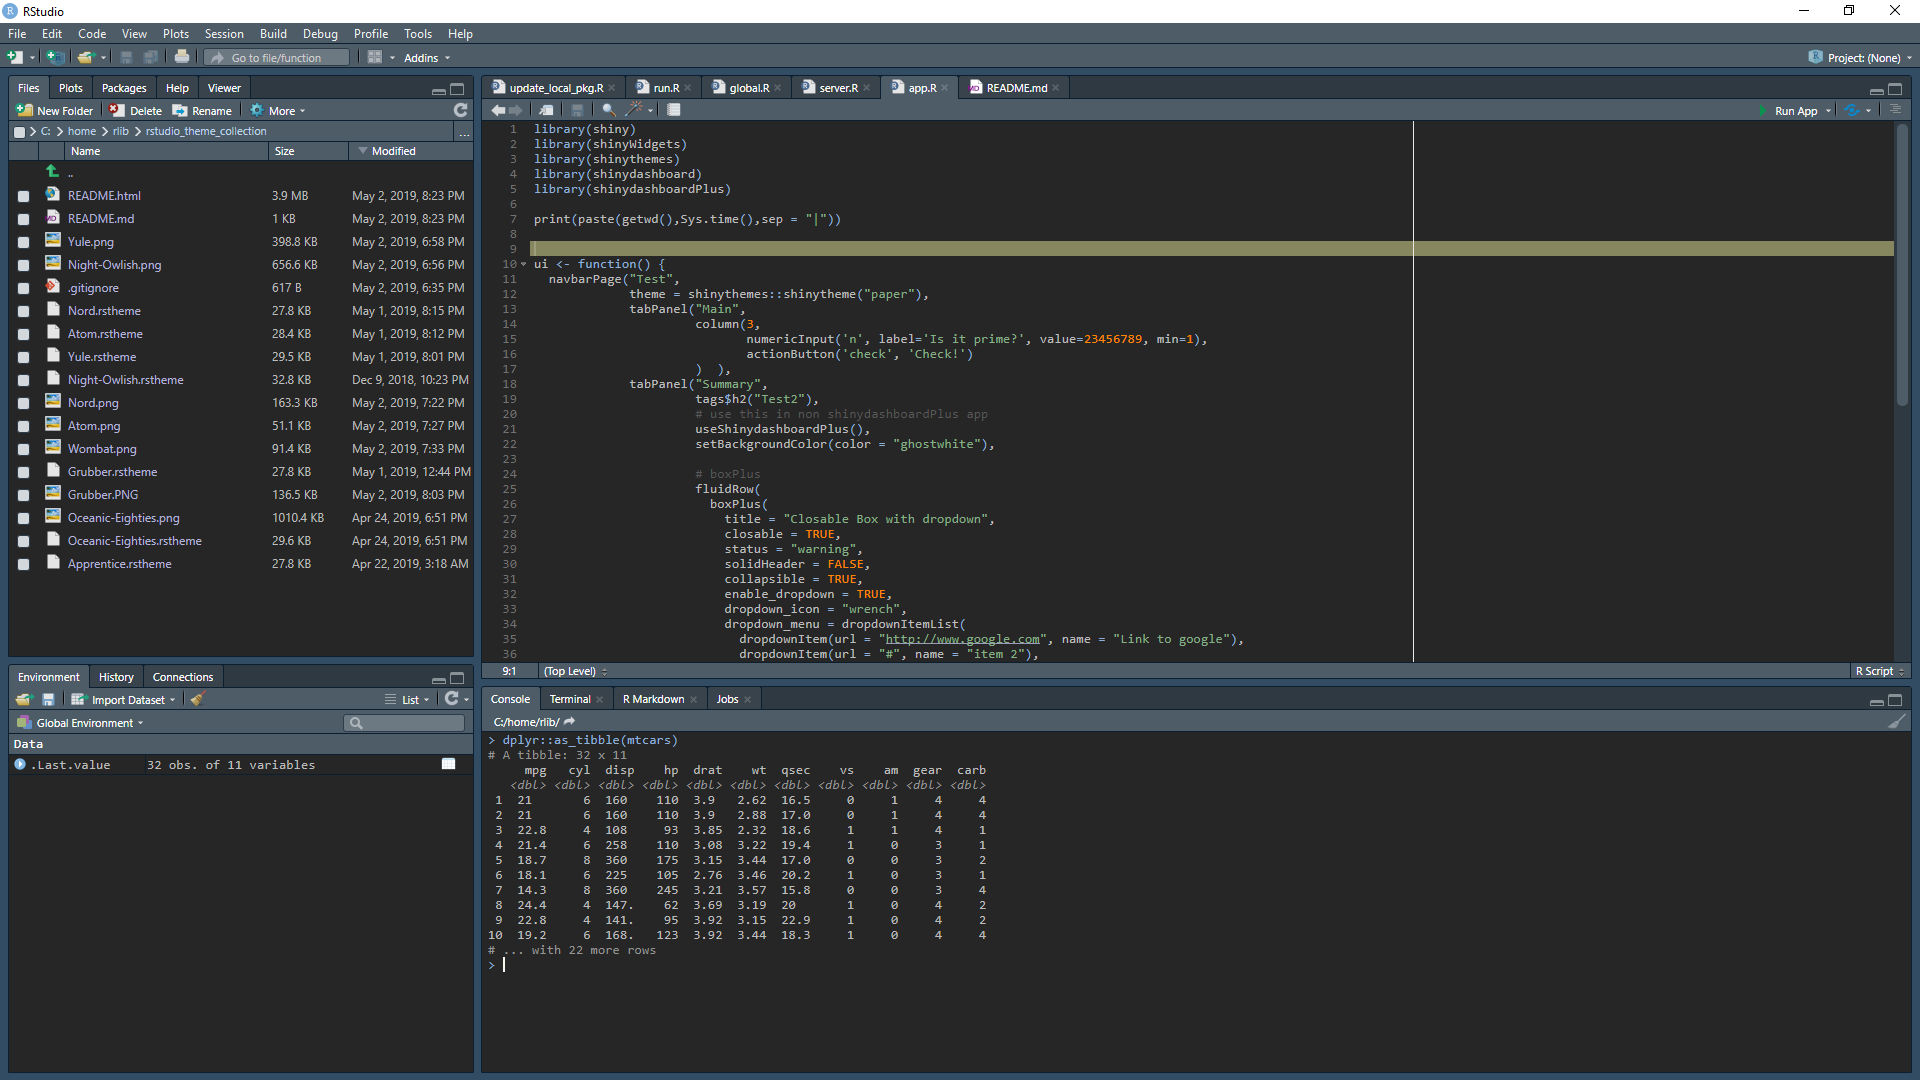 RStudio
File Edit Code View Plots Session Build Debug Profile Tools Help
Go to file/function Addins Project: (None)
Files Plots Packages Help Viewer
New Folder Delete Rename More
C: home rlib rstudio_theme_collection ...
Name Size Modified
..
README.html 3.9 MB May 2, 2019, 8:23 PM
README.md 1 KB May 2, 2019, 8:23 PM
Yule.png 398.8 KB May 2, 2019, 6:58 PM
Night-Owlish.png 656.6 KB May 2, 2019, 6:56 PM
.gitignore 617 B May 2, 2019, 6:35 PM
Nord.rstheme 27.8 KB May 1, 2019, 8:15 PM
Atom.rstheme 28.4 KB May 1, 2019, 8:12 PM
Yule.rstheme 29.5 KB May 1, 2019, 8:01 PM
Night-Owlish.rstheme 32.8 KB Dec 9, 2018, 10:23 PM
Nord.png 163.3 KB May 2, 2019, 7:22 PM
Atom.png 51.1 KB May 2, 2019, 7:27 PM
Wombat.png 91.4 KB May 2, 2019, 7:33 PM
Grubber.rstheme 27.8 KB May 1, 2019, 12:44 PM
Grubber.PNG 136.5 KB May 2, 2019, 8:03 PM
Oceanic-Eighties.png 1010.4 KB Apr 24, 2019, 6:51 PM
Oceanic-Eighties.rstheme 29.6 KB Apr 24, 2019, 6:51 PM
Apprentice.rstheme 27.8 KB Apr 22, 2019, 3:18 AM
Environment History Connections
Import Dataset List
Global Environment
Data
.Last.value 32 obs. of 11 variables
update_local_pkg.R run.R global.R server.R app.R README.md
Run App
1 library(shiny)
2 library(shinyWidgets)
3 library(shinythemes)
4 library(shinydashboard)
5 library(shinydashboardPlus)
6
7 print(paste(getwd(),Sys.time(),sep = "|"))
8
9
10 ui <- function() {
11 navbarPage("Test",
12 theme = shinythemes::shinytheme("paper"),
13 tabPanel("Main",
14 column(3,
15 numericInput('n', label='Is it prime?', value=23456789, min=1),
16 actionButton('check', 'Check!')
17 ) ),
18 tabPanel("Summary",
19 tags$h2("Test2"),
20 # use this in non shinydashboardPlus app
21 useShinydashboardPlus(),
22 setBackgroundColor(color = "ghostwhite"),
23
24 # boxPlus
25 fluidRow(
26 boxPlus(
27 title = "Closable Box with dropdown",
28 closable = TRUE,
29 status = "warning",
30 solidHeader = FALSE,
31 collapsible = TRUE,
32 enable_dropdown = TRUE,
33 dropdown_icon = "wrench",
34 dropdown_menu = dropdownItemList(
35 dropdownItem(url = "http://www.google.com", name = "Link to google"),
36 dropdownItem(url = "#", name = "item 2"),
9:1 (Top Level) R Script
Console Terminal R Markdown Jobs
C:/home/rlib/
> dplyr::as_tibble(mtcars)
# A tibble: 32 x 11
mpg cyl disp hp drat wt qsec vs am gear carb
<dbl> <dbl> <dbl> <dbl> <dbl> <dbl> <dbl> <dbl> <dbl> <dbl> <dbl>
1 21 6 160 110 3.9 2.62 16.5 0 1 4 4
2 21 6 160 110 3.9 2.88 17.0 0 1 4 4
3 22.8 4 108 93 3.85 2.32 18.6 1 1 4 1
4 21.4 6 258 110 3.08 3.22 19.4 1 0 3 1
5 18.7 8 360 175 3.15 3.44 17.0 0 0 3 2
6 18.1 6 225 105 2.76 3.46 20.2 1 0 3 1
7 14.3 8 360 245 3.21 3.57 15.8 0 0 3 4
8 24.4 4 147. 62 3.69 3.19 20 1 0 4 2
9 22.8 4 141. 95 3.92 3.15 22.9 1 0 4 2
10 19.2 6 168. 123 3.92 3.44 18.3 1 0 4 4
# ... with 22 more rows
>